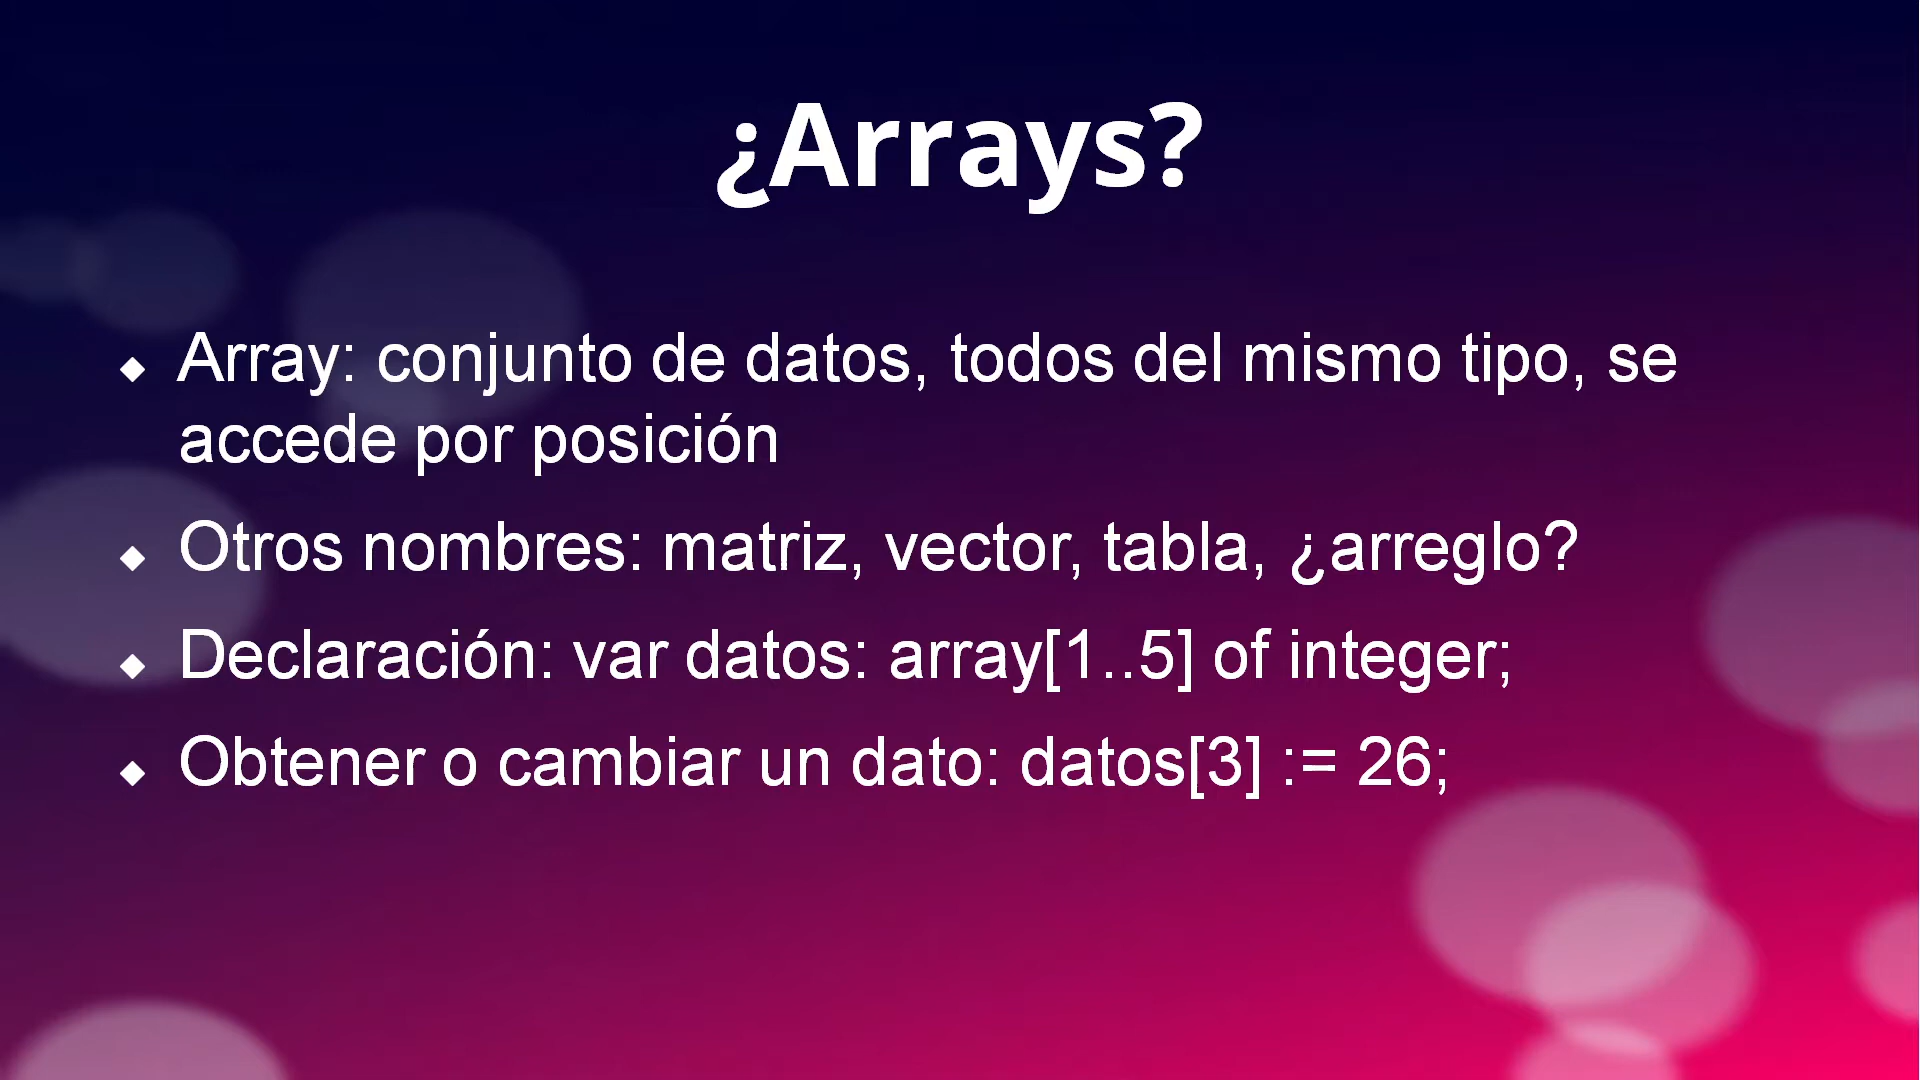 ¿Arrays?
Array: conjunto de datos, todos del mismo tipo, se
accede por posición
Otros nombres: matriz, vector, tabla, ¿arreglo?
Declaración: var datos: array[1..5] of integer;
Obtener o cambiar un dato: datos[3] := 26;